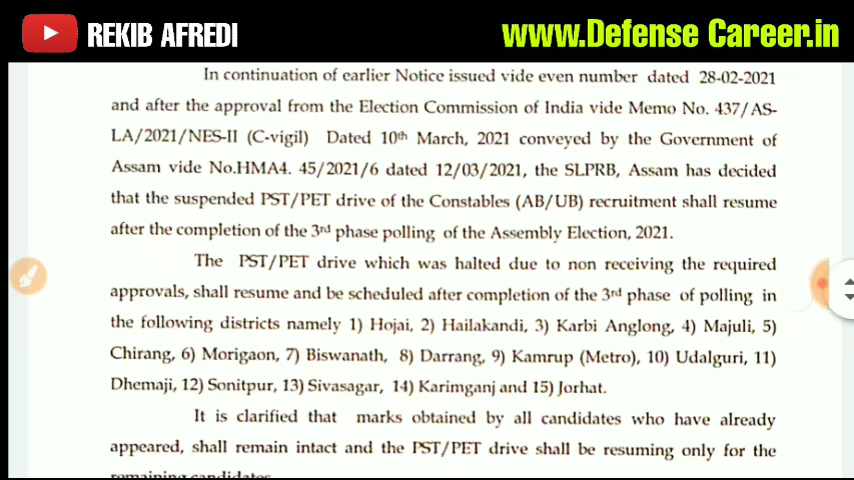 REKIB AFREDI
www.Defense Career.in
In continuation of earlier Notice issued vide even number dated 28-02-2021
and after the approval from the Election Commission of India vide Memo No. 437/AS-
LA/2021/NES-II (C-vigil) Dated 10th March, 2021 conveyed by the Government of
Assam vide No.HMA4. 45/2021/6 dated 12/03/2021, the SLPRB, Assam has decided
that the suspended PST/PET drive of the Constables (AB/UB) recruitment shall resume
after the completion of the 3rd phase polling of the Assembly Election, 2021.
The PST/PET drive which was halted due to non receiving the required
approvals, shall resume and be scheduled after completion of the 3rd phase of polling in
the following districts namely 1) Hojai, 2) Hailakandi, 3) Karbi Anglong, 4) Majuli, 5)
Chirang, 6) Morigaon, 7) Biswanath, 8) Darrang, 9) Kamrup (Metro), 10) Udalguri, 11)
Dhemaji, 12) Sonitpur, 13) Sivasagar, 14) Karimganj and 15) Jorhat.
It is clarified that marks obtained by all candidates who have already
appeared, shall remain intact and the PST/PET drive shall be resuming only for the
remaining candidates